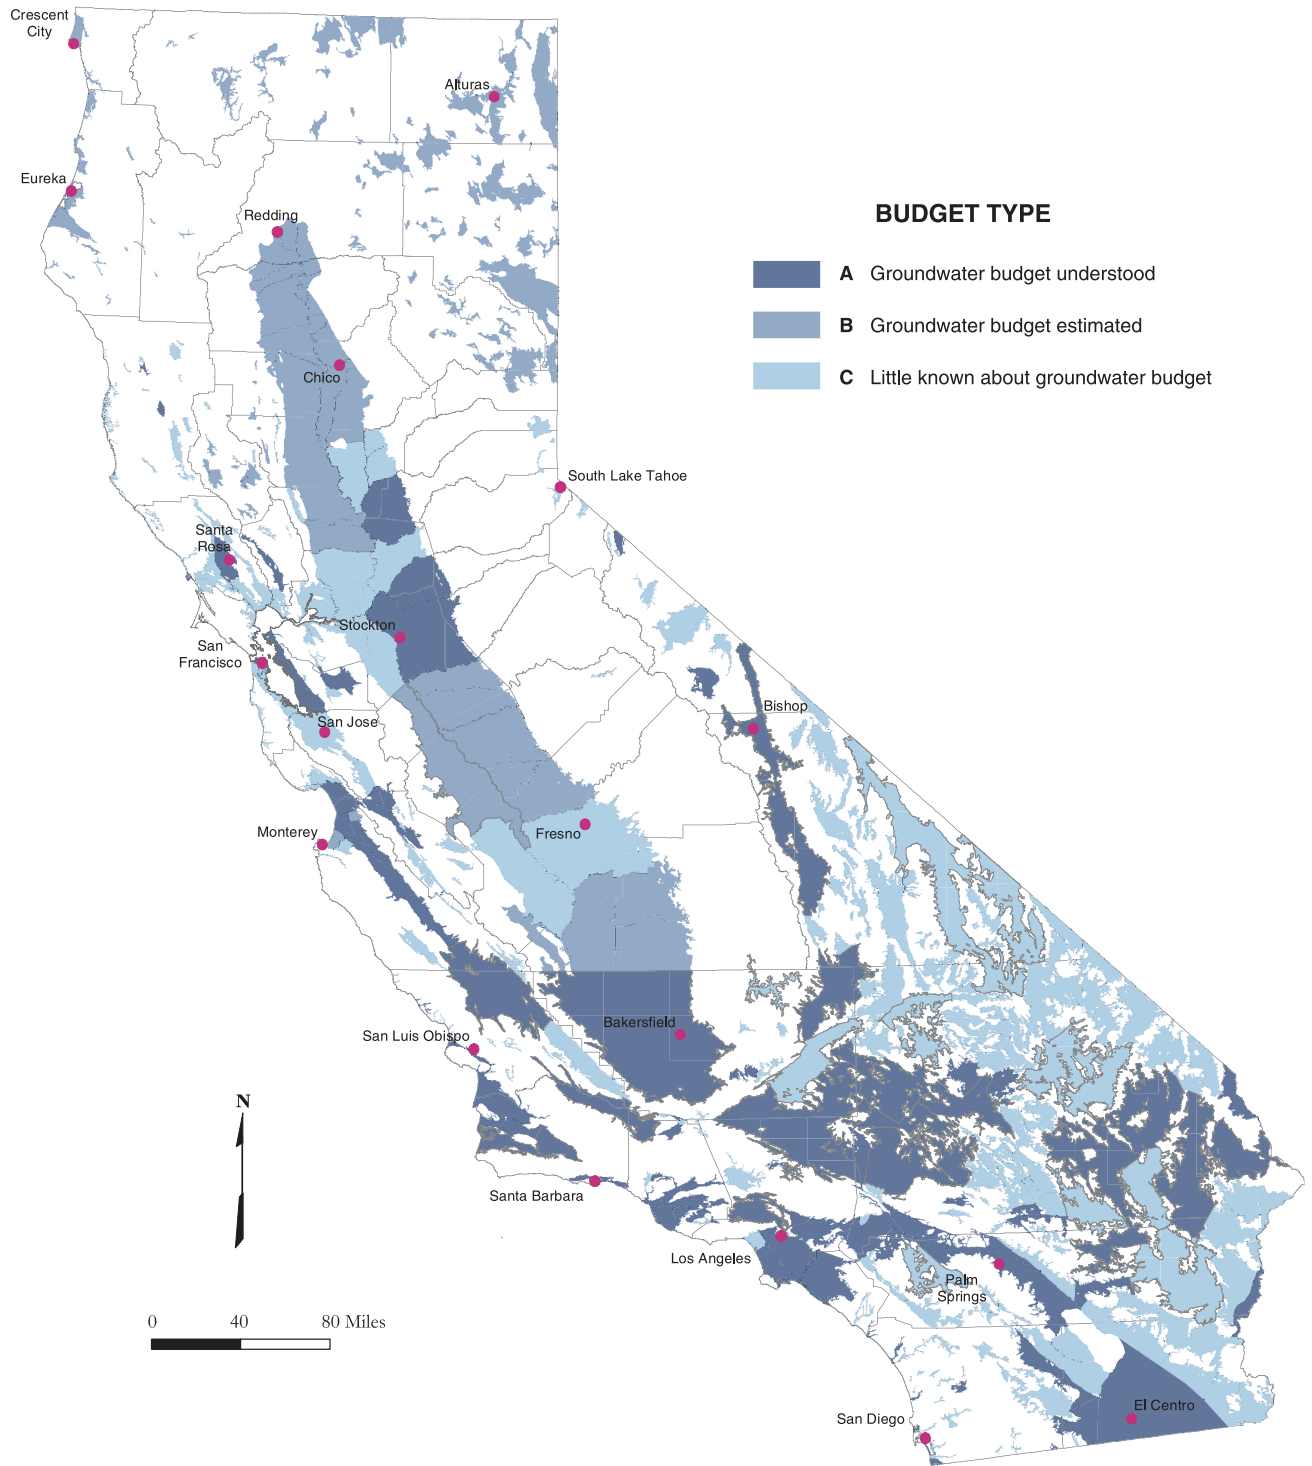 Crescent
City
Alturas
Eureka
Redding
BUDGET TYPE
A Groundwater budget understood
B Groundwater budget estimated
C Little known about groundwater budget
Chico
South Lake Tahoe
Santa
Rosa
Stockton
San
Francisco
Bishop
San Jose
Monterey
Fresno
Bakersfield
San Luis Obispo
N
Santa Barbara
Los Angeles
Palm
Springs
0 40 80 Miles
El Centro
San Diego